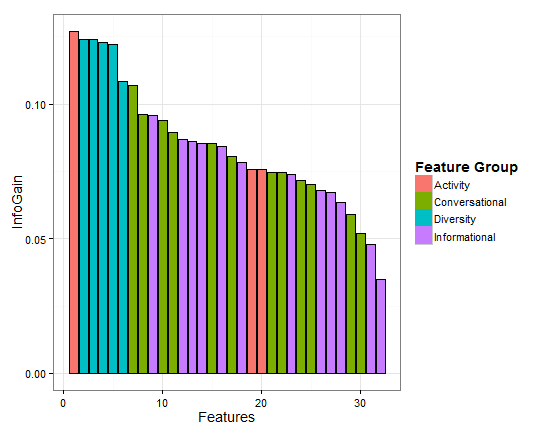 InfoGain
0.10
0.05
0.00
0
10
20
30
Features
Feature Group
Activity
Conversational
Diversity
Informational